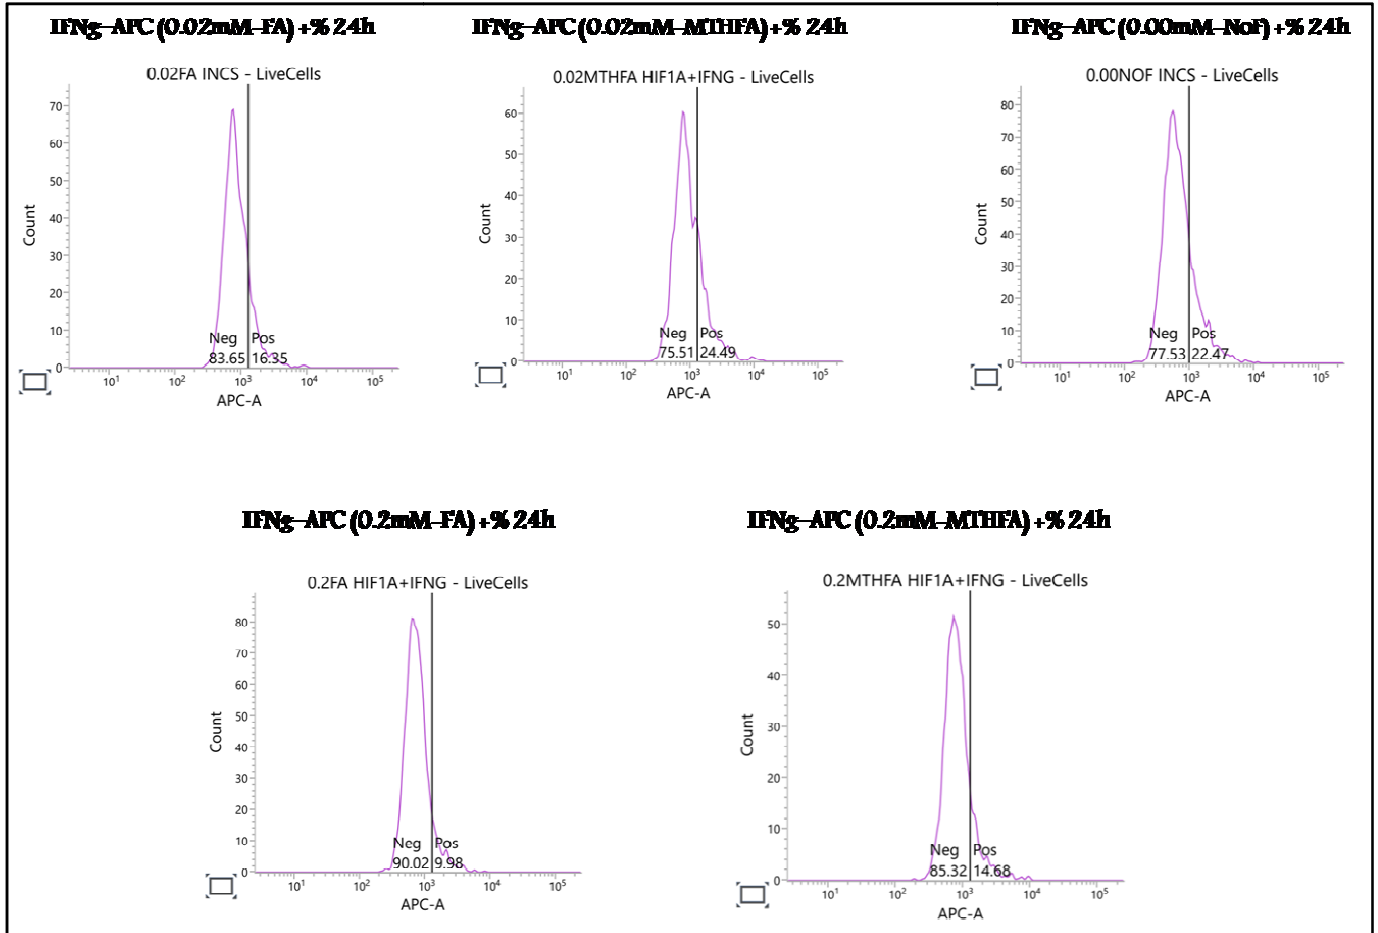 IFNg-APC (0.02mM-FA) +% 24h
0.02FA INCS - LiveCells
70
60
50
40
30
20
10
0
Count
Neg Pos
83.65 16.35
10¹ 10² 10³ 10⁴ 10⁵
APC-A
IFNg-APC (0.02mM-MTHFA) +% 24h
0.02MTHFA HIF1A+IFNG - LiveCells
60
50
40
30
20
10
0
Count
Neg Pos
75.51 24.49
10¹ 10² 10³ 10⁴ 10⁵
APC-A
IFNg-APC (0.00mM-NoF) +% 24h
0.00NOF INCS - LiveCells
80
70
60
50
40
30
20
10
0
Count
Neg Pos
77.53 22.47
10¹ 10² 10³ 10⁴ 10⁵
APC-A
IFNg-APC (0.2mM-FA) +% 24h
0.2FA HIF1A+IFNG - LiveCells
80
70
60
50
40
30
20
10
0
Count
Neg Pos
90.02 9.98
10¹ 10² 10³ 10⁴ 10⁵
APC-A
IFNg-APC (0.2mM-MTHFA) +% 24h
0.2MTHFA HIF1A+IFNG - LiveCells
50
40
30
20
10
0
Count
Neg Pos
85.32 14.68
10¹ 10² 10³ 10⁴ 10⁵
APC-A